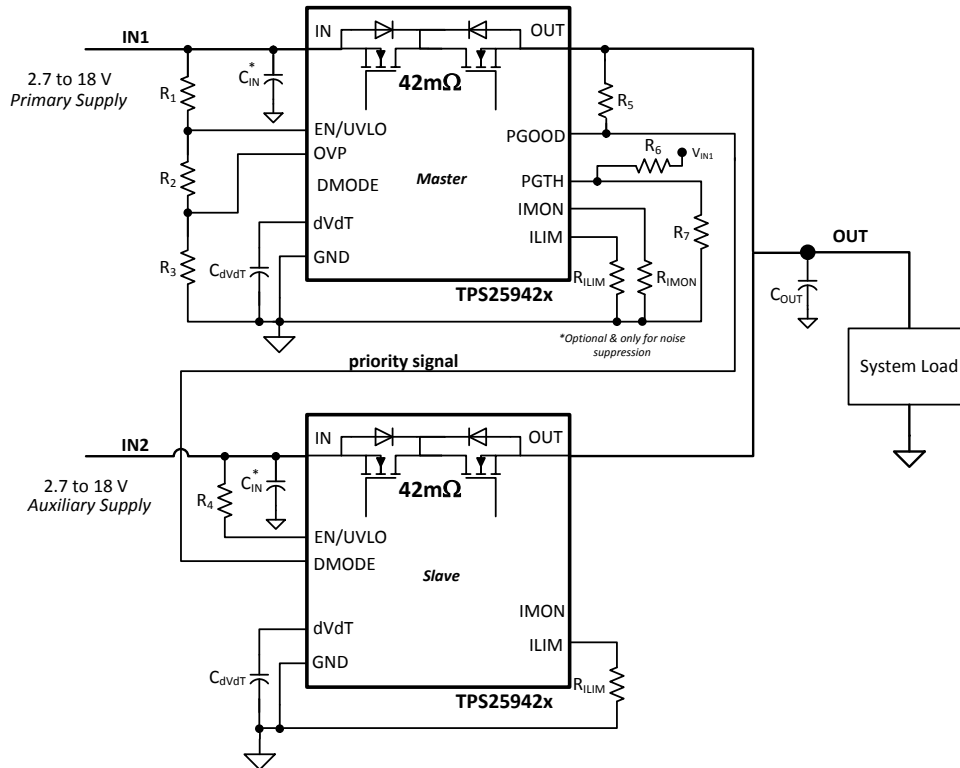 IN1
2.7 to 18 V
Primary Supply
R1
CIN*
IN
OUT
42mΩ
EN/UVLO
OVP
DMODE
dVdT
GND
Master
PGOOD
PGTH
IMON
ILIM
R2
R3
CdVdT
R5
R6
VIN1
R7
RILIM
RIMON
TPS25942x
*Optional & only for noise
suppression
OUT
COUT
System Load
priority signal
IN2
2.7 to 18 V
Auxiliary Supply
R4
CIN*
IN
OUT
42mΩ
EN/UVLO
DMODE
Slave
dVdT
GND
IMON
ILIM
CdVdT
RILIM
TPS25942x